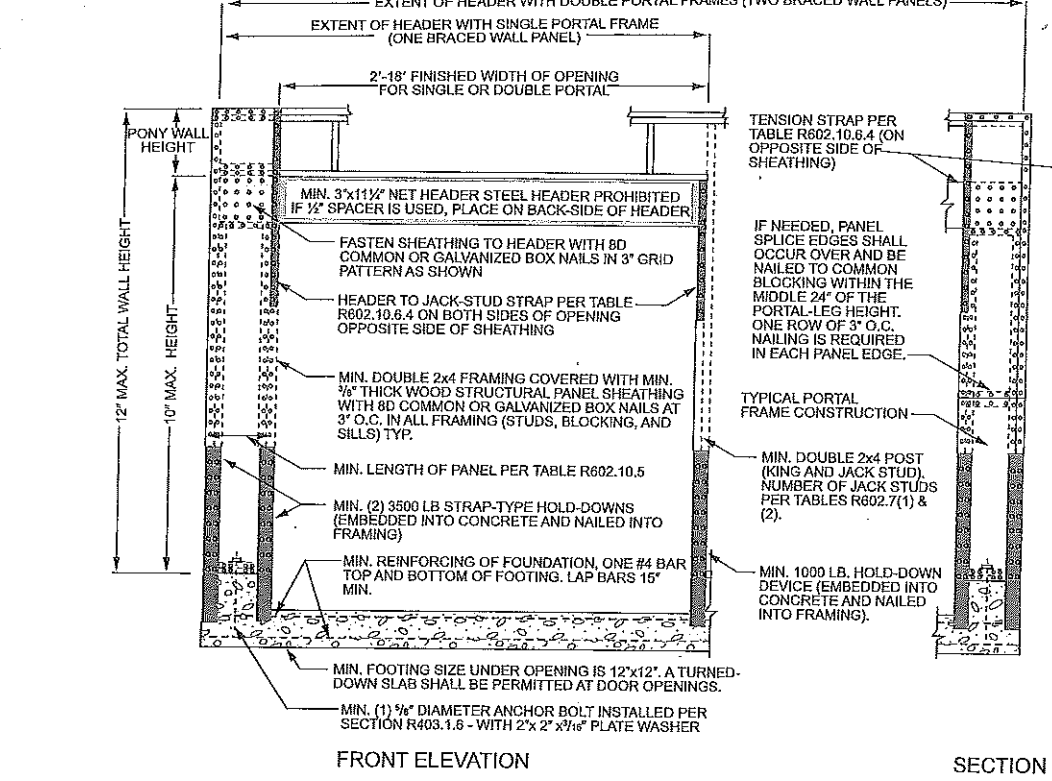 EXTENT OF HEADER WITH DOUBLE PORTAL FRAMES (TWO BRACED WALL PANELS)
EXTENT OF HEADER WITH SINGLE PORTAL FRAME
(ONE BRACED WALL PANEL)
2'-18' FINISHED WIDTH OF OPENING
FOR SINGLE OR DOUBLE PORTAL
PONY WALL
HEIGHT
12" MAX. TOTAL WALL HEIGHT
10" MAX. HEIGHT
MIN. 3"x11¼" NET HEADER STEEL HEADER PROHIBITED
IF ½" SPACER IS USED, PLACE ON BACK-SIDE OF HEADER
FASTEN SHEATHING TO HEADER WITH 8D
COMMON OR GALVANIZED BOX NAILS IN 3" GRID
PATTERN AS SHOWN
HEADER TO JACK-STUD STRAP PER TABLE
R602.10.6.4 ON BOTH SIDES OF OPENING
OPPOSITE SIDE OF SHEATHING
MIN. DOUBLE 2x4 FRAMING COVERED WITH MIN.
3/8" THICK WOOD STRUCTURAL PANEL SHEATHING
WITH 8D COMMON OR GALVANIZED BOX NAILS AT
3" O.C. IN ALL FRAMING (STUDS, BLOCKING, AND
SILLS) TYP.
MIN. LENGTH OF PANEL PER TABLE R602.10.5
MIN. (2) 3500 LB STRAP-TYPE HOLD-DOWNS
(EMBEDDED INTO CONCRETE AND NAILED INTO
FRAMING)
MIN. REINFORCING OF FOUNDATION, ONE #4 BAR
TOP AND BOTTOM OF FOOTING. LAP BARS 15"
MIN.
MIN. FOOTING SIZE UNDER OPENING IS 12"x12". A TURNED-
DOWN SLAB SHALL BE PERMITTED AT DOOR OPENINGS.
MIN. (1) 5/8" DIAMETER ANCHOR BOLT INSTALLED PER
SECTION R403.1.6 - WITH 2"x 2" x3/16" PLATE WASHER
FRONT ELEVATION
TENSION STRAP PER
TABLE R602.10.6.4 (ON
OPPOSITE SIDE OF
SHEATHING)
IF NEEDED, PANEL
SPLICE EDGES SHALL
OCCUR OVER AND BE
NAILED TO COMMON
BLOCKING WITHIN THE
MIDDLE 24" OF THE
PORTAL-LEG HEIGHT.
ONE ROW OF 3" O.C.
NAILING IS REQUIRED
IN EACH PANEL EDGE.
TYPICAL PORTAL
FRAME CONSTRUCTION
MIN. DOUBLE 2x4 POST
(KING AND JACK STUD).
NUMBER OF JACK STUDS
PER TABLES R602.7(1) &
(2).
MIN. 1000 LB. HOLD-DOWN
DEVICE (EMBEDDED INTO
CONCRETE AND NAILED
INTO FRAMING).
SECTION